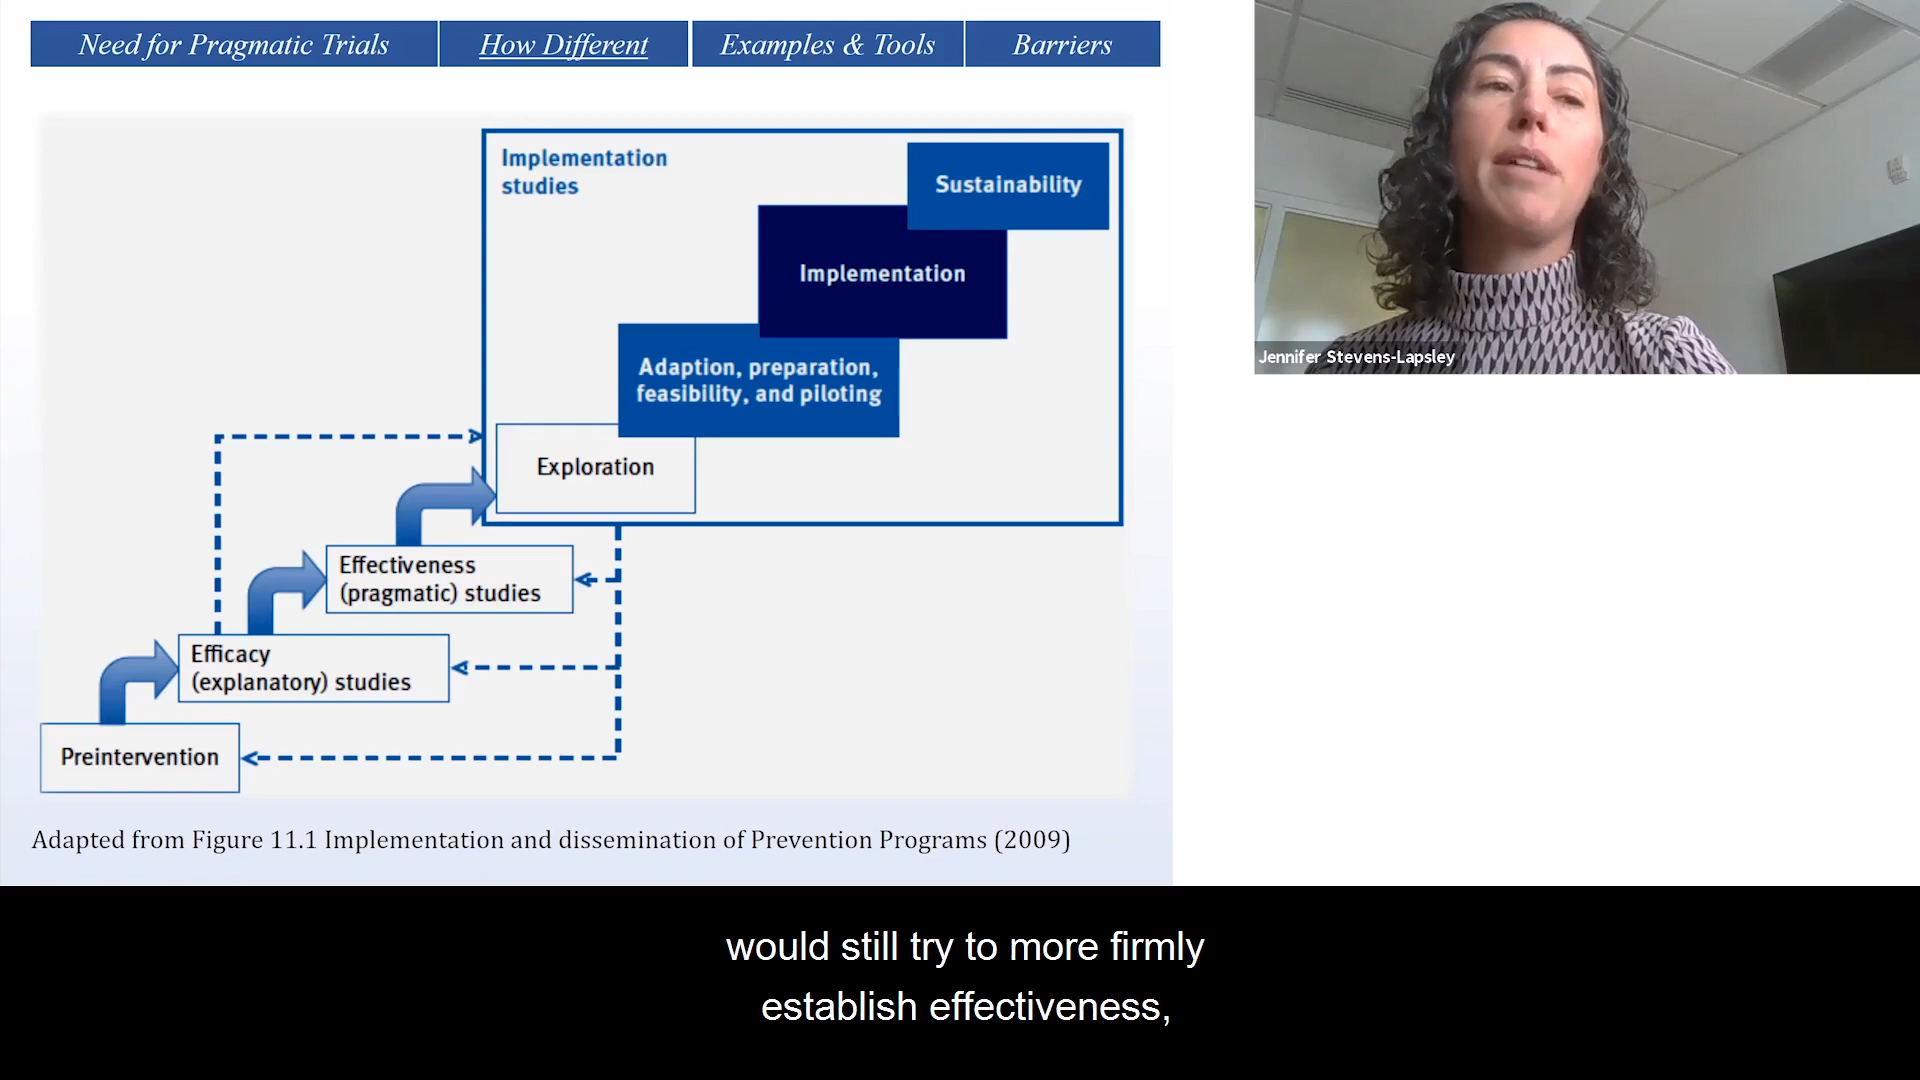 Need for Pragmatic Trials
How Different
Examples & Tools
Barriers
Implementation
studies
Sustainability
Implementation
Adaption, preparation,
feasibility, and piloting
Exploration
Effectiveness
(pragmatic) studies
Efficacy
(explanatory) studies
Preintervention
Adapted from Figure 11.1 Implementation and dissemination of Prevention Programs (2009)
Jennifer Stevens-Lapsley
would still try to more firmly
establish effectiveness,